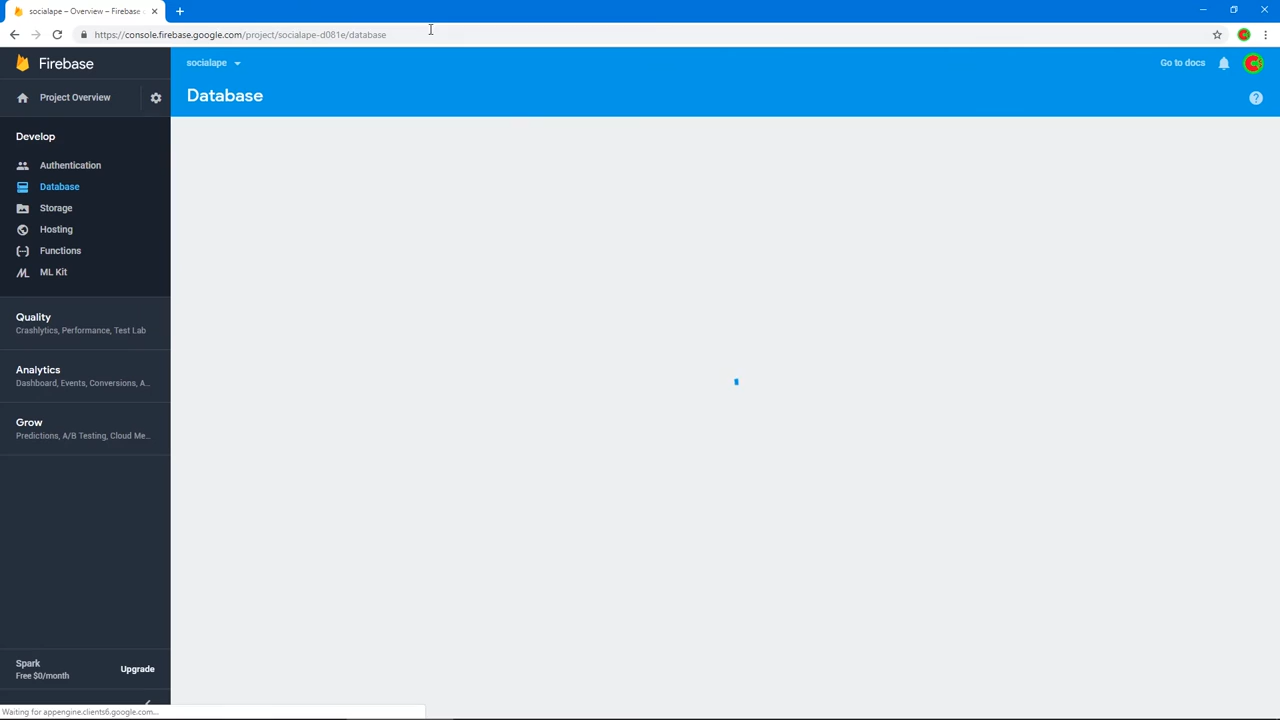 socialape – Overview – Firebase
https://console.firebase.google.com/project/socialape-d081e/database
Firebase
socialape
Go to docs
Project Overview
Database
Develop
Authentication
Database
Storage
Hosting
Functions
ML Kit
Quality
Crashlytics, Performance, Test Lab
Analytics
Dashboard, Events, Conversions, A...
Grow
Predictions, A/B Testing, Cloud Me...
Spark
Free $0/month
Upgrade
Waiting for appengine.clients6.google.com...